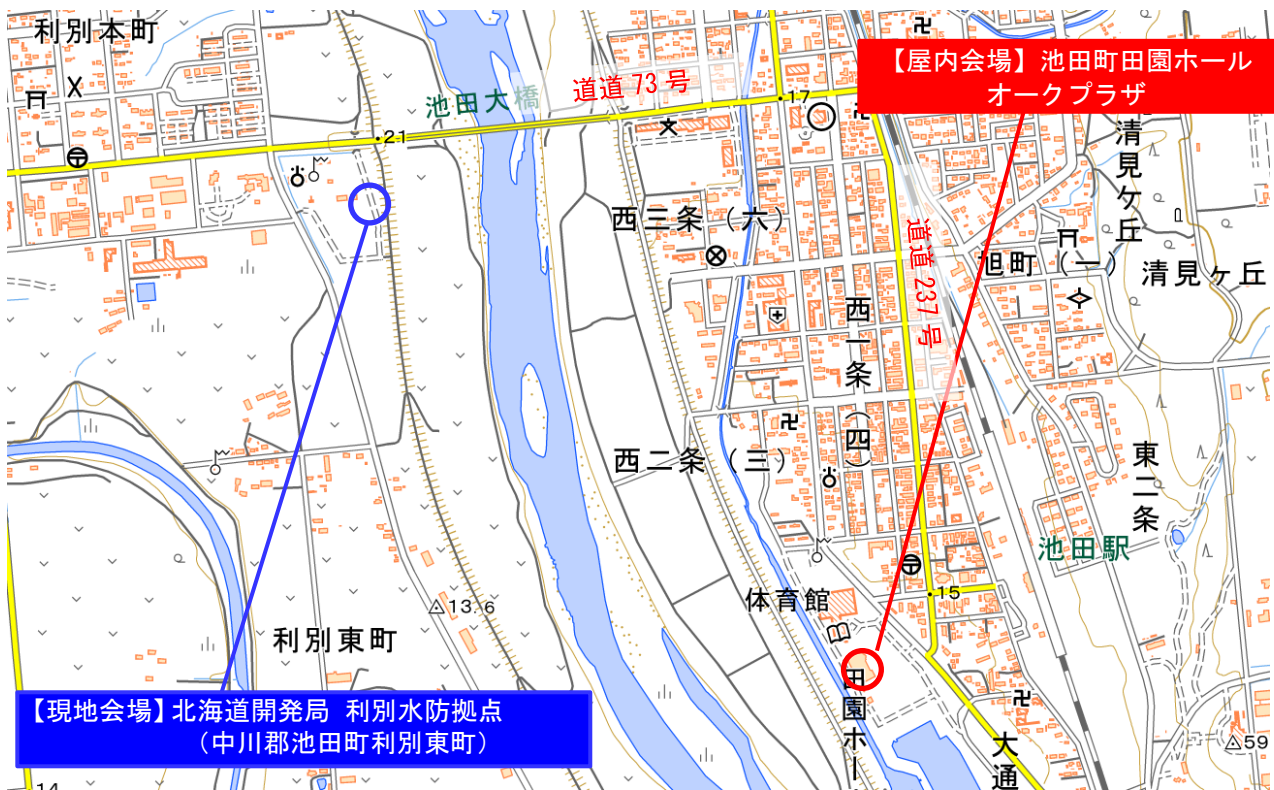 利別本町
池田大橋
道道73号
【屋内会場】池田町田園ホール
オークプラザ
17
21
清見ケ丘
西三条（六）
道道237号
旭町（一）
清見ヶ丘
西一条（四）
西二条（三）
東二条
池田駅
体育館
15
13.6
利別東町
田園ホー
【現地会場】北海道開発局 利別水防拠点
（中川郡池田町利別東町）
大通
59
14